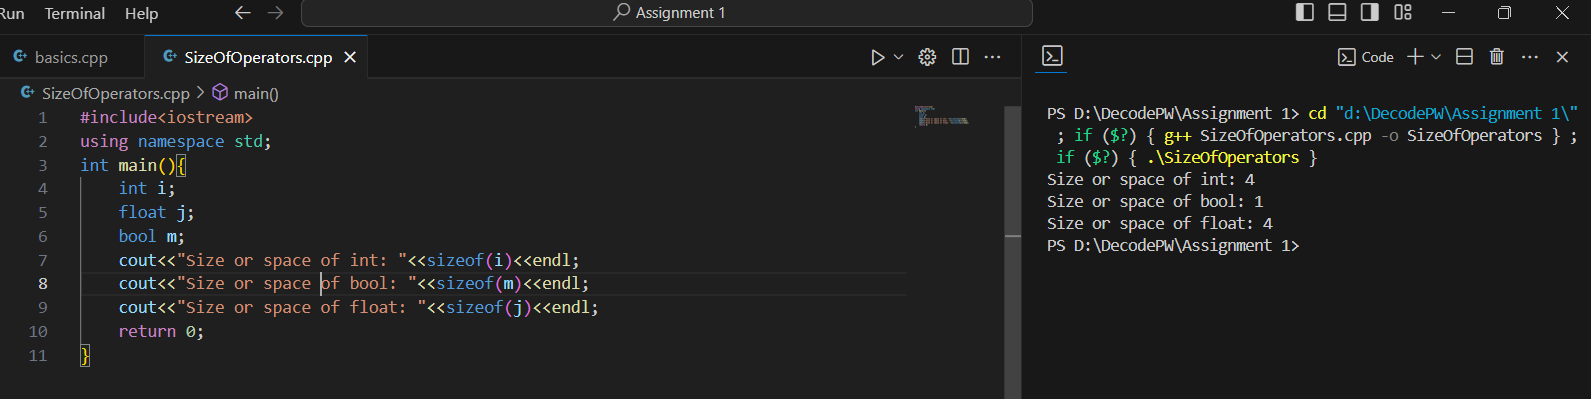 Run Terminal Help Assignment 1
basics.cpp SizeOfOperators.cpp
SizeOfOperators.cpp > main()
1 #include<iostream>
2 using namespace std;
3 int main(){
4 int i;
5 float j;
6 bool m;
7 cout<<"Size or space of int: "<<sizeof(i)<<endl;
8 cout<<"Size or space of bool: "<<sizeof(m)<<endl;
9 cout<<"Size or space of float: "<<sizeof(j)<<endl;
10 return 0;
11 }
Code
PS D:\DecodePW\Assignment 1> cd "d:\DecodePW\Assignment 1\"
; if ($?) { g++ SizeOfOperators.cpp -o SizeOfOperators } ;
if ($?) { .\SizeOfOperators }
Size or space of int: 4
Size or space of bool: 1
Size or space of float: 4
PS D:\DecodePW\Assignment 1>